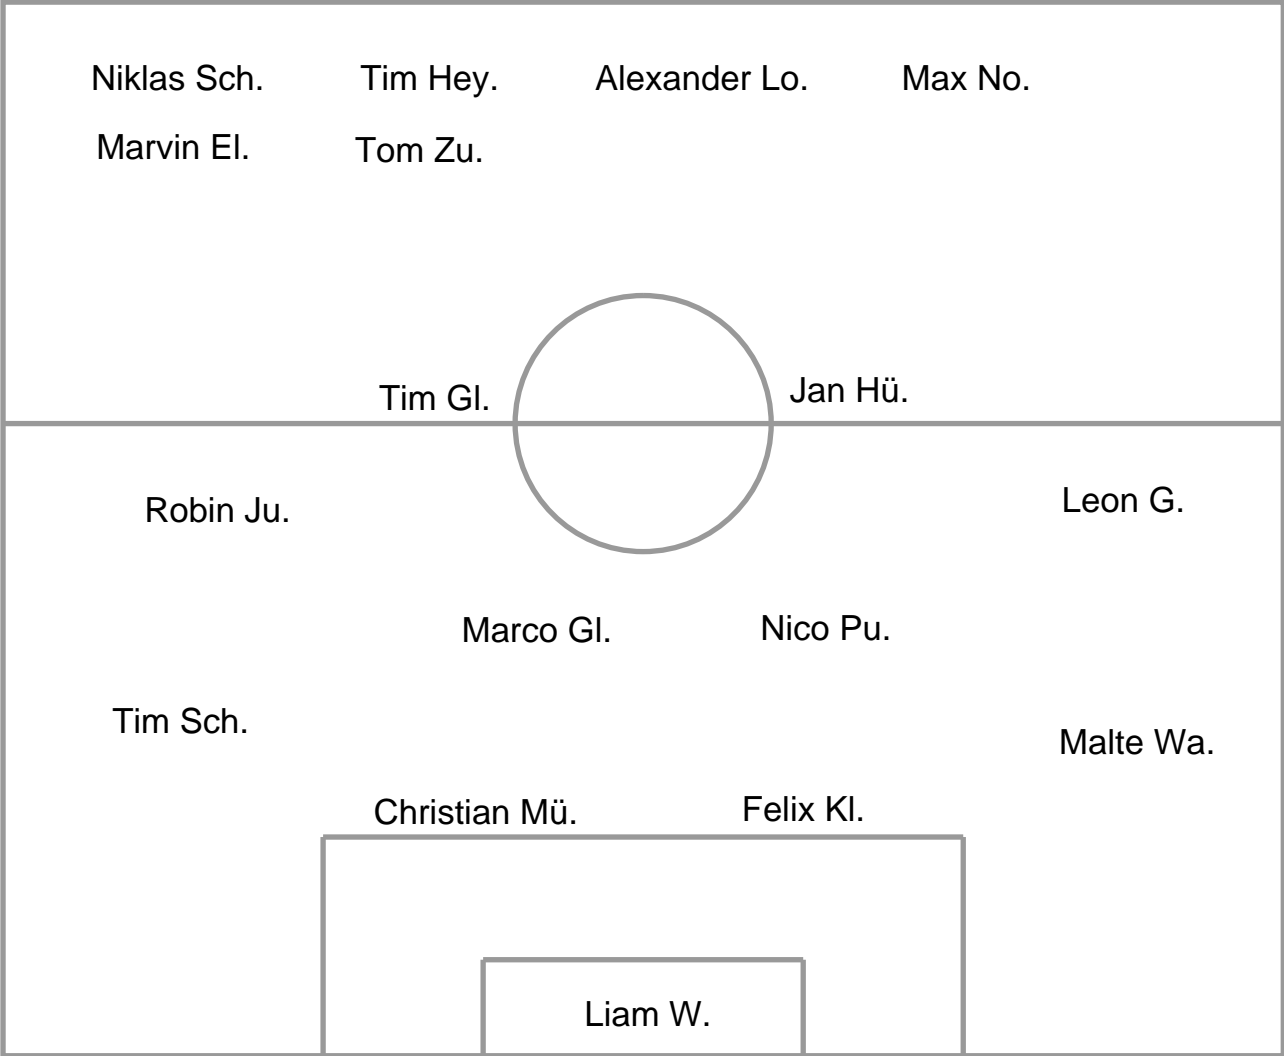 Niklas Sch. Tim Hey. Alexander Lo. Max No.
Marvin El. Tom Zu.
Tim Gl. Jan Hü.
Robin Ju. Leon G.
Marco Gl. Nico Pu.
Tim Sch. Malte Wa.
Christian Mü. Felix Kl.
Liam W.